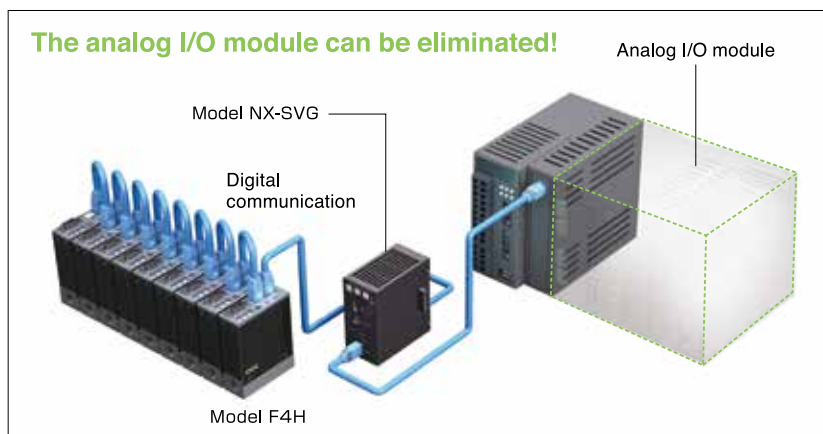 The analog I/O module can be eliminated!
Analog I/O module
Model NX-SVG
Digital
communication
Model F4H